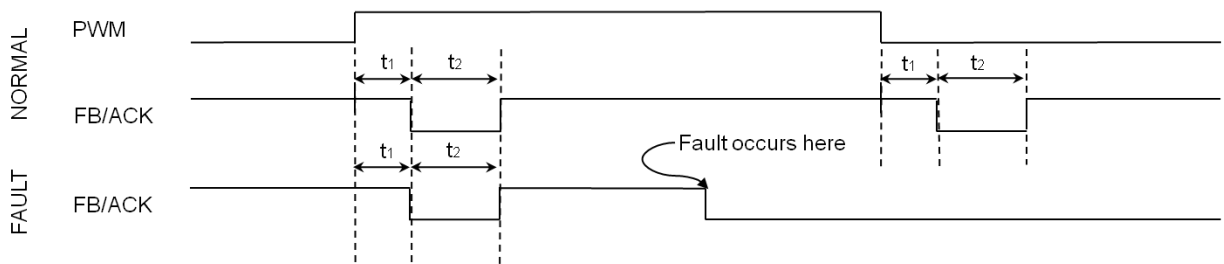 NORMAL
PWM
t1 t2 t1 t2
FB/ACK
FAULT
t1 t2
Fault occurs here
FB/ACK